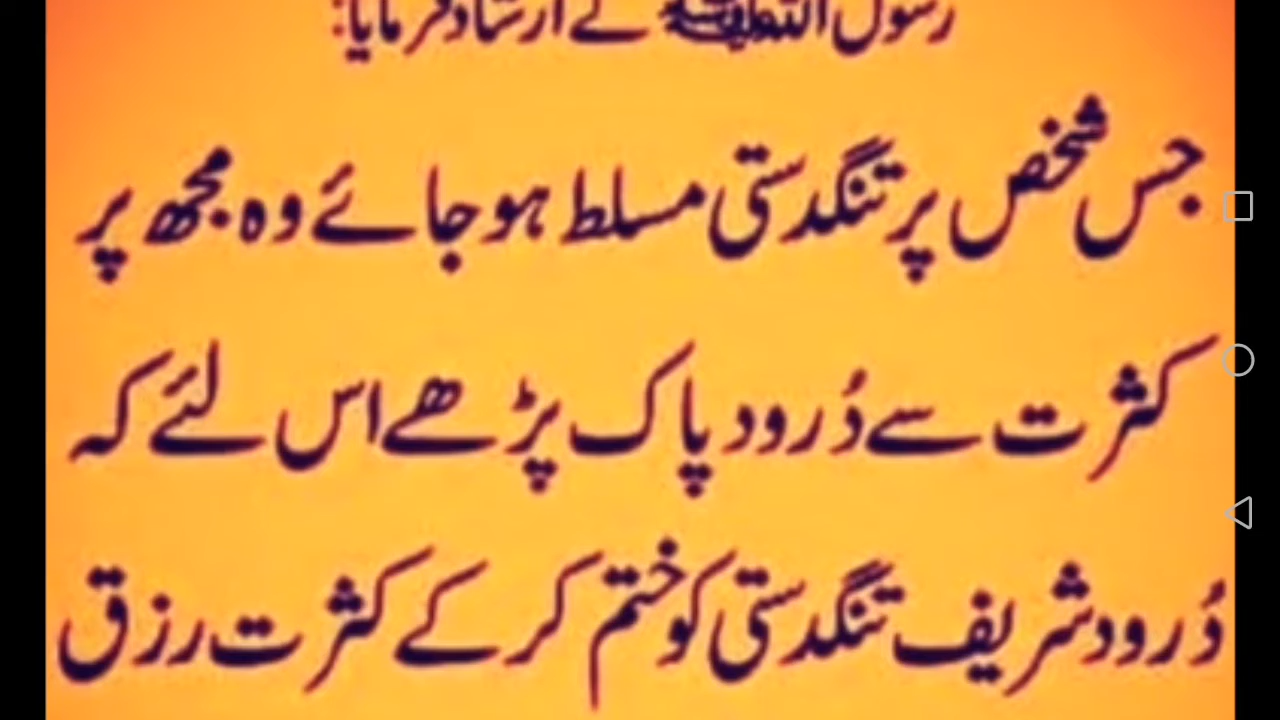 رسول اللہ ﷺ نے ارشاد فرمایا:
جس شخص پر تنگدستی مسلط ہو جائے وہ مجھ پر
کثرت سے دُرود پاک پڑھے اس لئے کہ
دُرود شریف تنگدستی کو ختم کر کے کثرت رزق